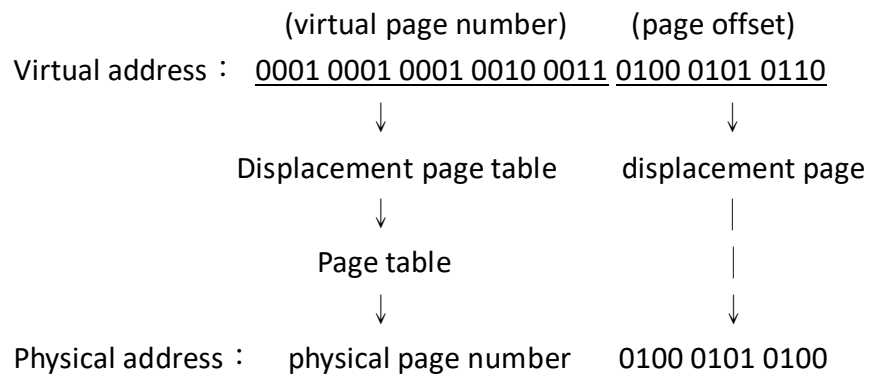 (virtual page number) (page offset)
Virtual address： 0001 0001 0001 0010 0011 0100 0101 0110
Displacement page table displacement page
Page table
Physical address： physical page number 0100 0101 0100